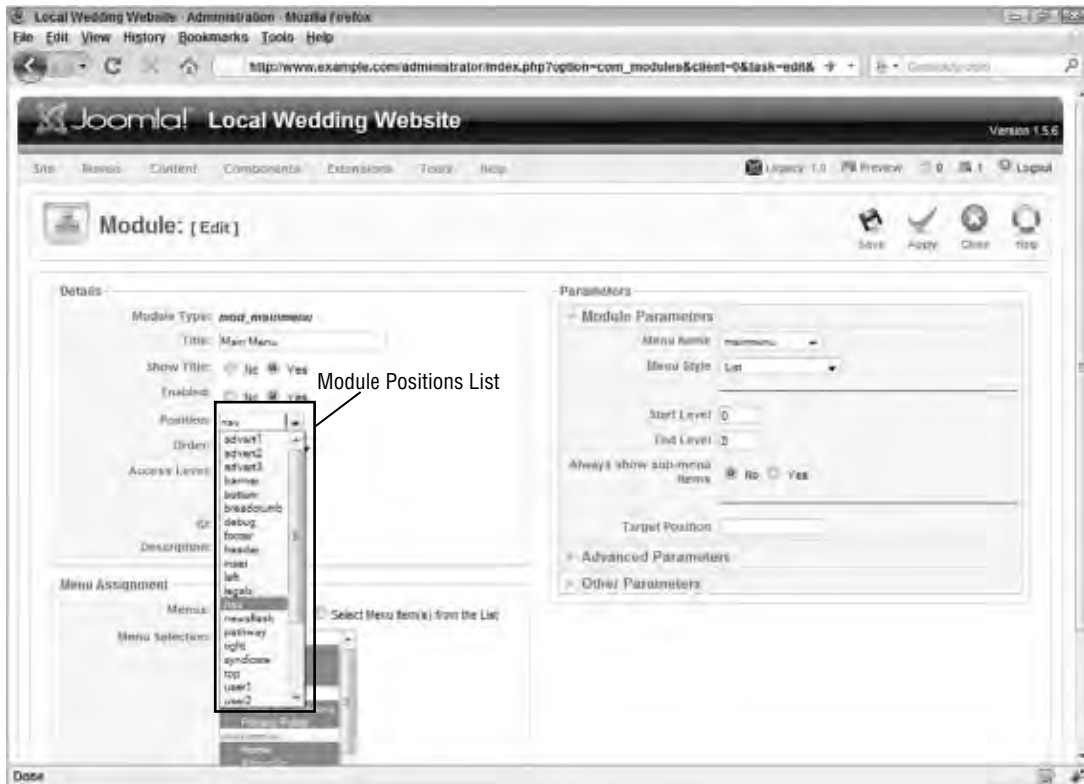 Local Wedding Website - Administration - Mozilla Firefox
File Edit View History Bookmarks Tools Help
http://www.example.com/administrator/index.php?option=com_modules&client=0&task=edit&
Joomla! Local Wedding Website
Version 1.5.6
Site Menus Content Components Extensions Tools Help
Legacy: 1.0 Preview 0 1 Logout
Module: [ Edit ]
Save Apply Close Help
Details
Module Type: mod_mainmenu
Title: Main Menu
Show Title: No Yes
Enabled: No Yes
Position: nav
Order:
Access Level:
ID:
Description:
advert1
advert2
advert3
banner
bottom
breadcrumb
debug
footer
header
inset
left
legals
nav
newsflash
pathway
right
syndicate
top
user1
user2
Module Positions List
Menu Assignment
Menus: Select Menu Item(s) from the List
Menu Selection:
Privacy Policy
Home
Parameters
Module Parameters
Menu Name mainmenu
Menu Style List
Start Level 0
End Level 0
Always show sub-menu
Items No Yes
Target Position
Advanced Parameters
Other Parameters
Done